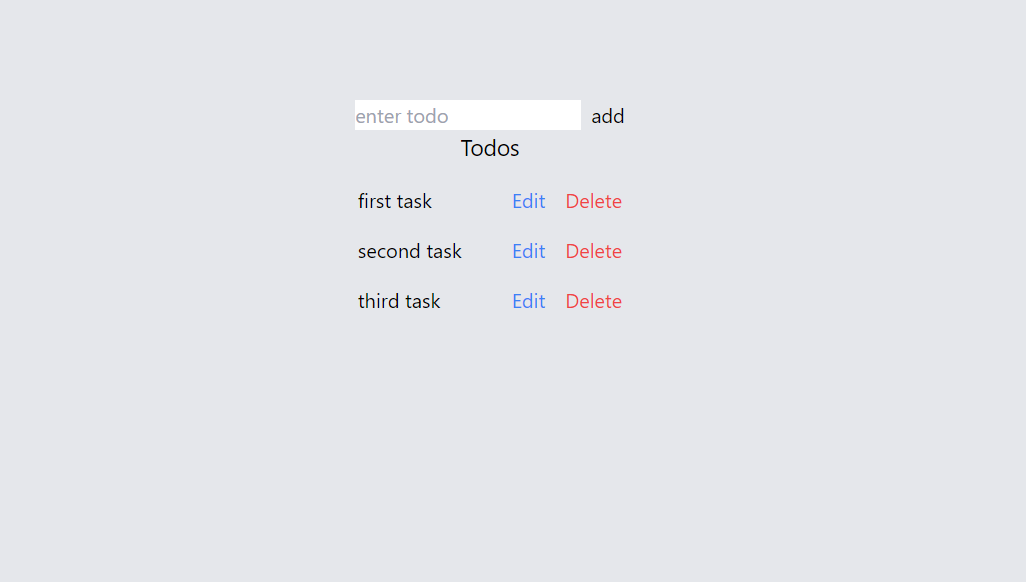 enter todo add
Todos
first task Edit Delete
second task Edit Delete
third task Edit Delete